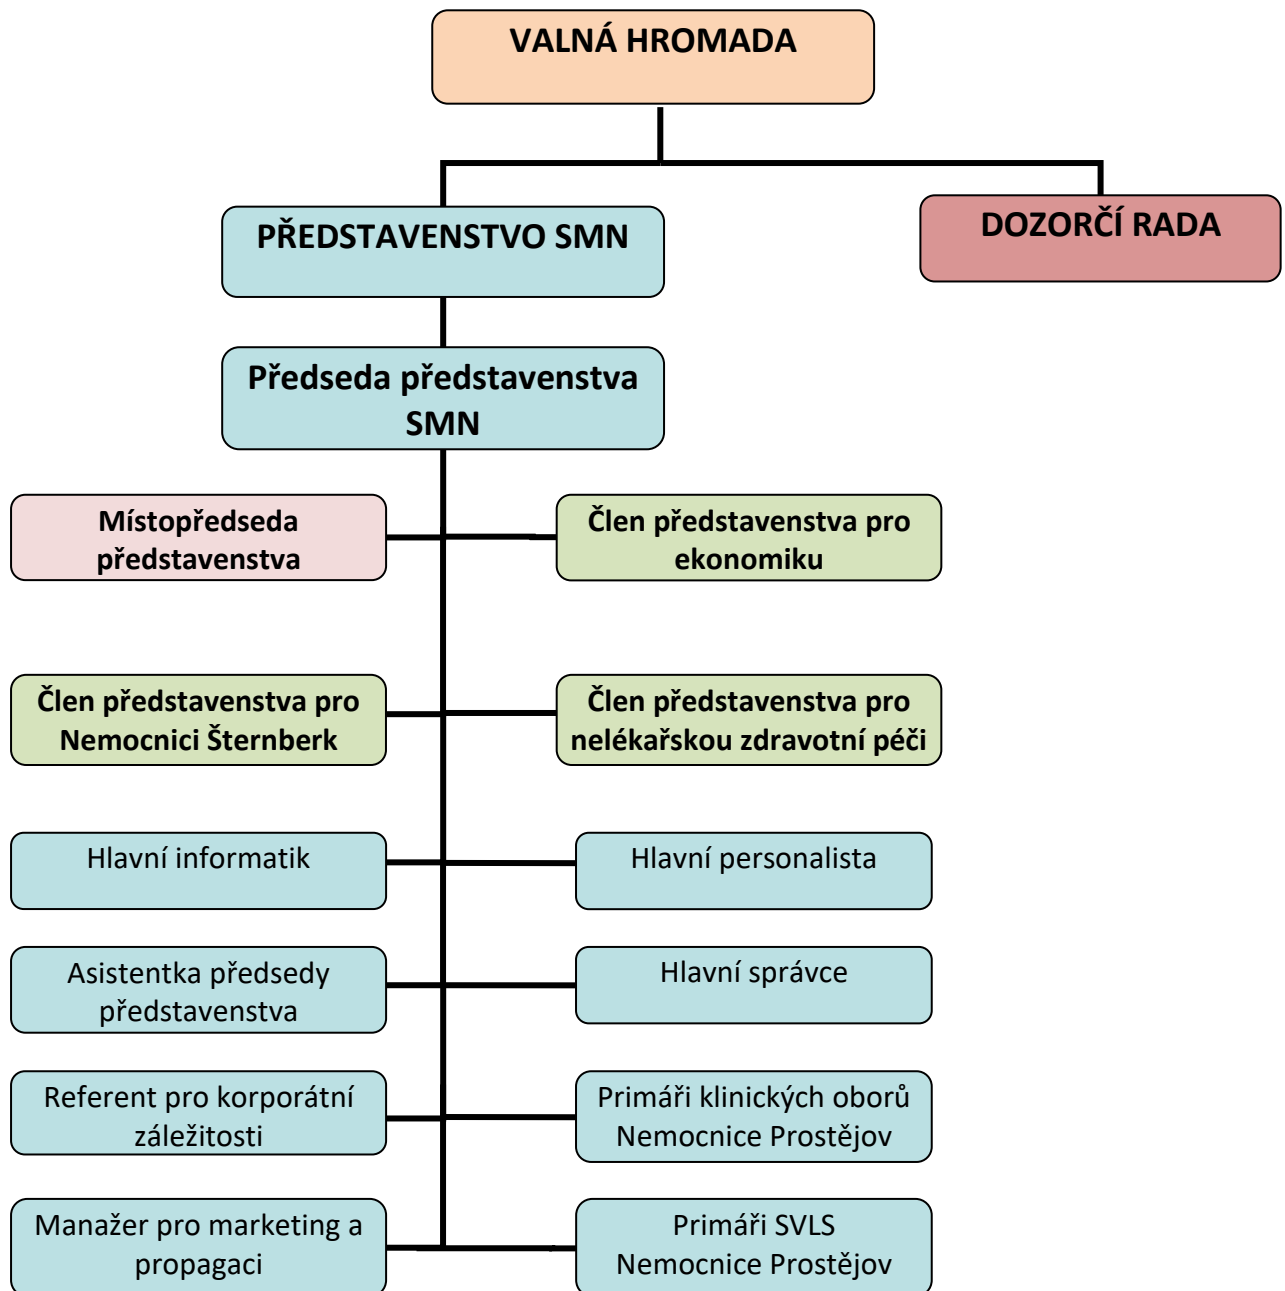 VALNÁ HROMADA
PŘEDSTAVENSTVO SMN
DOZORČÍ RADA
Předseda představenstva
SMN
Místopředseda
představenstva
Člen představenstva pro
ekonomiku
Člen představenstva pro
Nemocnici Šternberk
Člen představenstva pro
nelékařskou zdravotní péči
Hlavní informatik
Hlavní personalista
Asistentka předsedy
představenstva
Hlavní správce
Referent pro korporátní
záležitosti
Primáři klinických oborů
Nemocnice Prostějov
Manažer pro marketing a
propagaci
Primáři SVLS
Nemocnice Prostějov